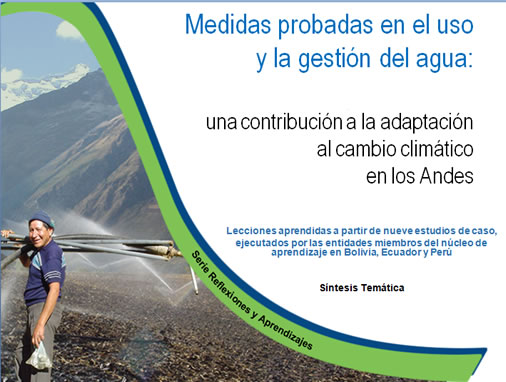 Medidas probadas en el uso
y la gestión del agua:
una contribución a la adaptación
al cambio climático
en los Andes
Lecciones aprendidas a partir de nueve estudios de caso,
ejecutados por las entidades miembros del núcleo de
aprendizaje en Bolivia, Ecuador y Perú
Síntesis Temática
Serie Reflexiones y Aprendizajes